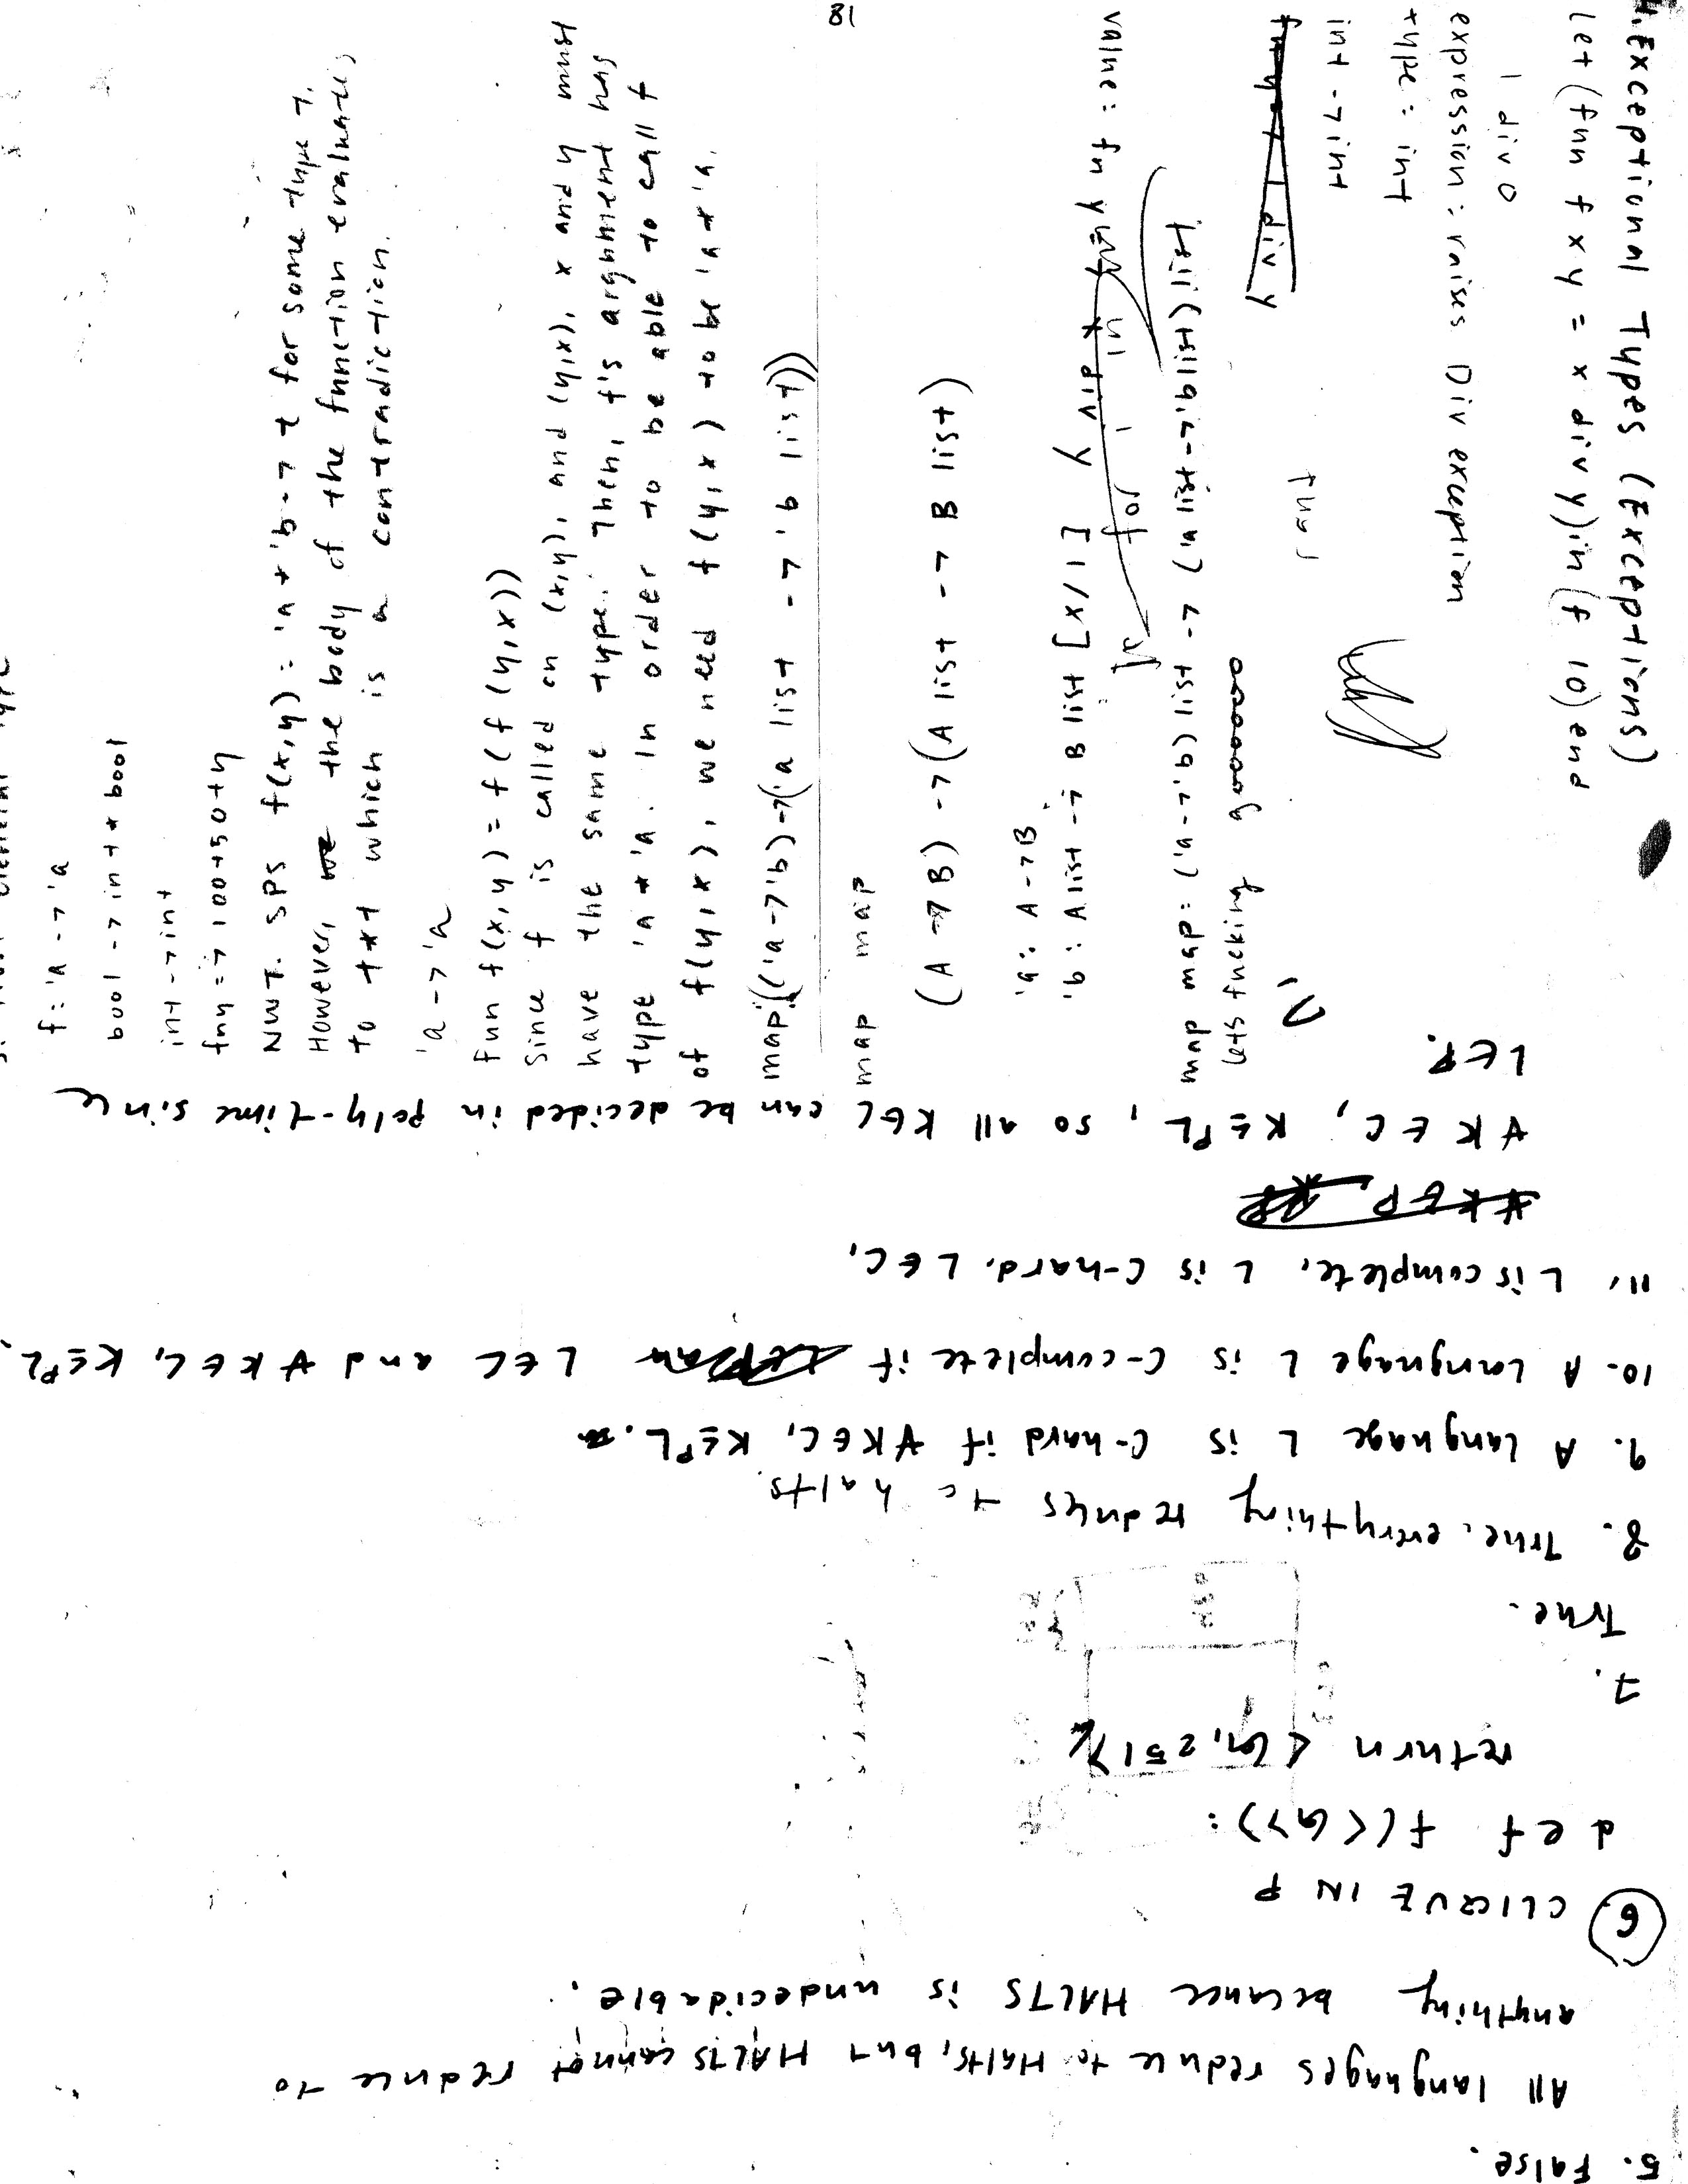 4. Exceptional Types (Exceptions)
Let (fun f x y = x div y) in (f 10) end
1 div 0
expression: raises Div exception
type: int
int -> int
value: fn y
x div y
let's fucking gooooooo
map map: ('a -> 'b) list -> ('a list -> 'b list) list
'b: A list -> B list [x/1]
'a: A -> B
(A -> B) -> (A list -> B list)
map map
map: (('a -> 'b) -> ('a list -> 'b list))
81
f: 'a -> 'a
bool -> int * bool
int -> int
fn y => 100 + 50 + y
NWT. SPS f(x,y): 'a * 'b -> t for some type t.
However, the body of the function evaluates
to t*t which is a contradiction.
'a -> 'a
fun f(x,y) = f(f(y,x))
Since f is called on (x,y), and (y,x), x and y must
have the same type. Then, f's argument has
type 'a * 'a. In order to be able to call f
of f(y,x), we need f(y,x) to be 'a * 'a.
5. False.
All languages reduce to Halts, but HALTS cannot reduce to
anything because HALTS is undecidable.
6. CLIQUE IN P
def f(<G>):
return <G, 251>
7.
True.
8. True. everything reduces to halts.
9. A language L is C-hard if ∀K∈C, K≤ᴾL.
10. A language L is C-complete if L∈C and ∀K∈C, K≤ᴾL.
11. L is complete, L is C-hard. L∈C,
∀K∈C, K≤ᴾL, so all K∈C can be decided in poly-time since
L∈P.